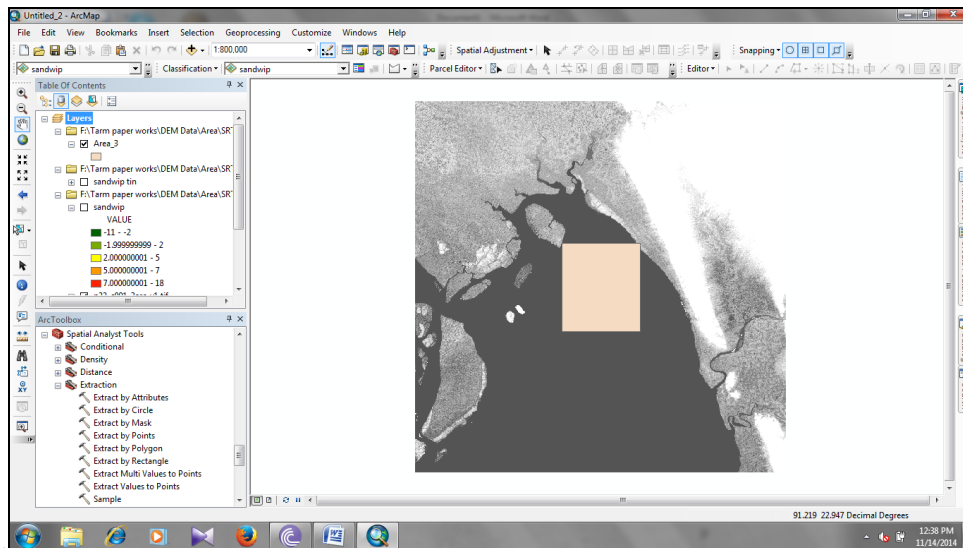 Untitled_2 - ArcMap
File Edit View Bookmarks Insert Selection Geoprocessing Customize Windows Help
1:800,000 Spatial Adjustment Snapping
sandwip Classification sandwip Parcel Editor Editor
Table Of Contents
Layers
F:\Tarm paper works\DEM Data\Area\SR
Area_3
F:\Tarm paper works\DEM Data\Area\SR
sandwip tin
F:\Tarm paper works\DEM Data\Area\SR
sandwip
VALUE
-11 - -2
-1.999999999 - 2
2.000000001 - 5
5.000000001 - 7
7.000000001 - 18
ArcToolbox
Spatial Analyst Tools
Conditional
Density
Distance
Extraction
Extract by Attributes
Extract by Circle
Extract by Mask
Extract by Points
Extract by Polygon
Extract by Rectangle
Extract Multi Values to Points
Extract Values to Points
Sample
91.219 22.947 Decimal Degrees
12:38 PM
11/14/2014